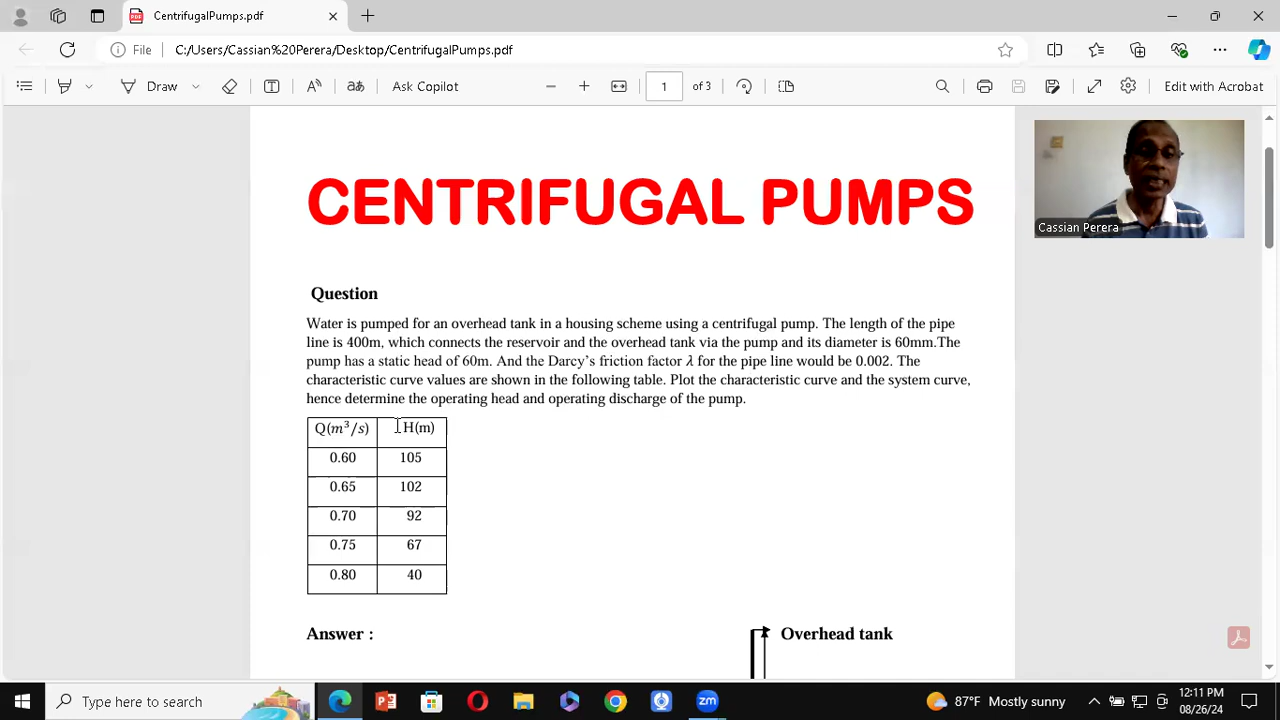 CentrifugalPumps.pdf
File
C:/Users/Cassian%20Perera/Desktop/CentrifugalPumps.pdf
Draw
aあ
Ask Copilot
1 of 3
Edit with Acrobat
CENTRIFUGAL PUMPS
Cassian Perera
Question
Water is pumped for an overhead tank in a housing scheme using a centrifugal pump. The length of the pipe
line is 400m, which connects the reservoir and the overhead tank via the pump and its diameter is 60mm.The
pump has a static head of 60m. And the Darcy's friction factor λ for the pipe line would be 0.002. The
characteristic curve values are shown in the following table. Plot the characteristic curve and the system curve,
hence determine the operating head and operating discharge of the pump.
Q(m³/s) H(m)
0.60 105
0.65 102
0.70 92
0.75 67
0.80 40
Answer :
Overhead tank
Type here to search
zm
87°F Mostly sunny
12:11 PM
08/26/24